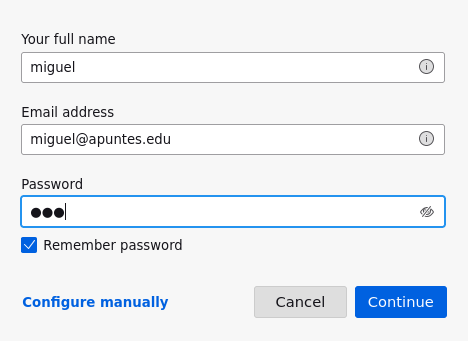 Your full name
miguel
Email address
miguel@apuntes.edu
Password
●●●
Remember password
Configure manually
Cancel
Continue